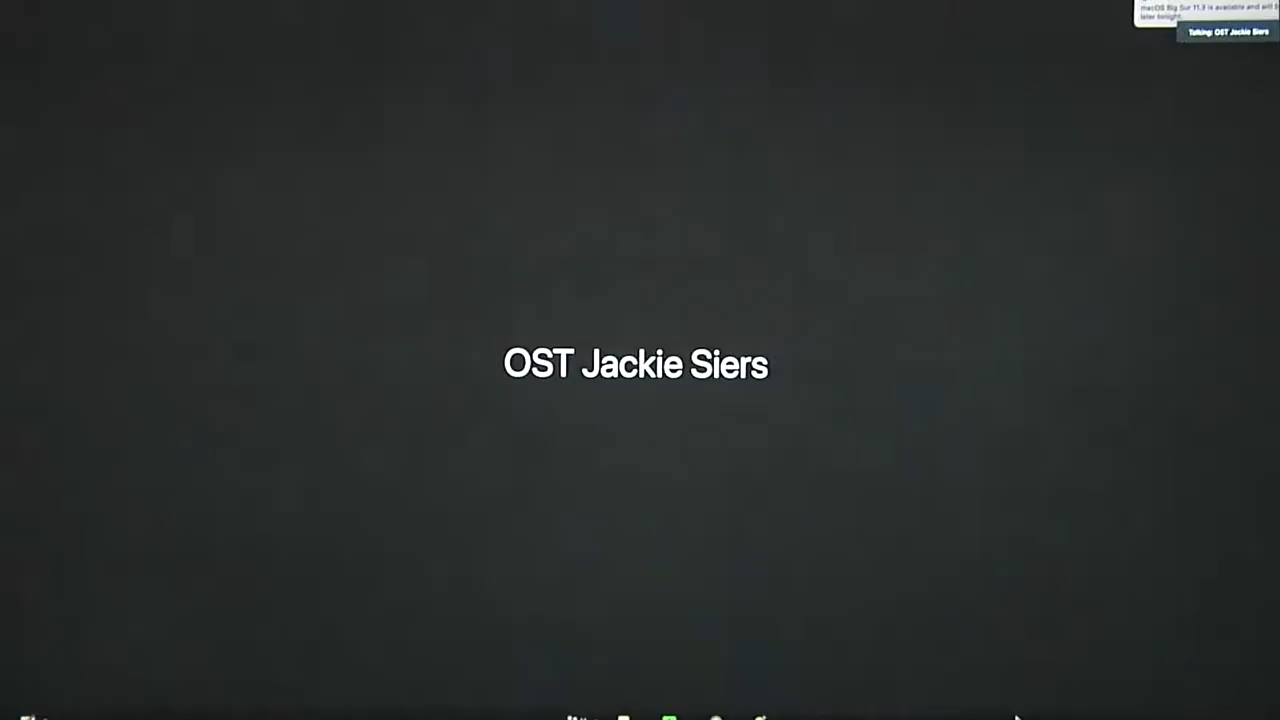 macOS Big Sur 11.3 is available and will b
later tonight.
Talking: OST Jackie Siers
OST Jackie Siers